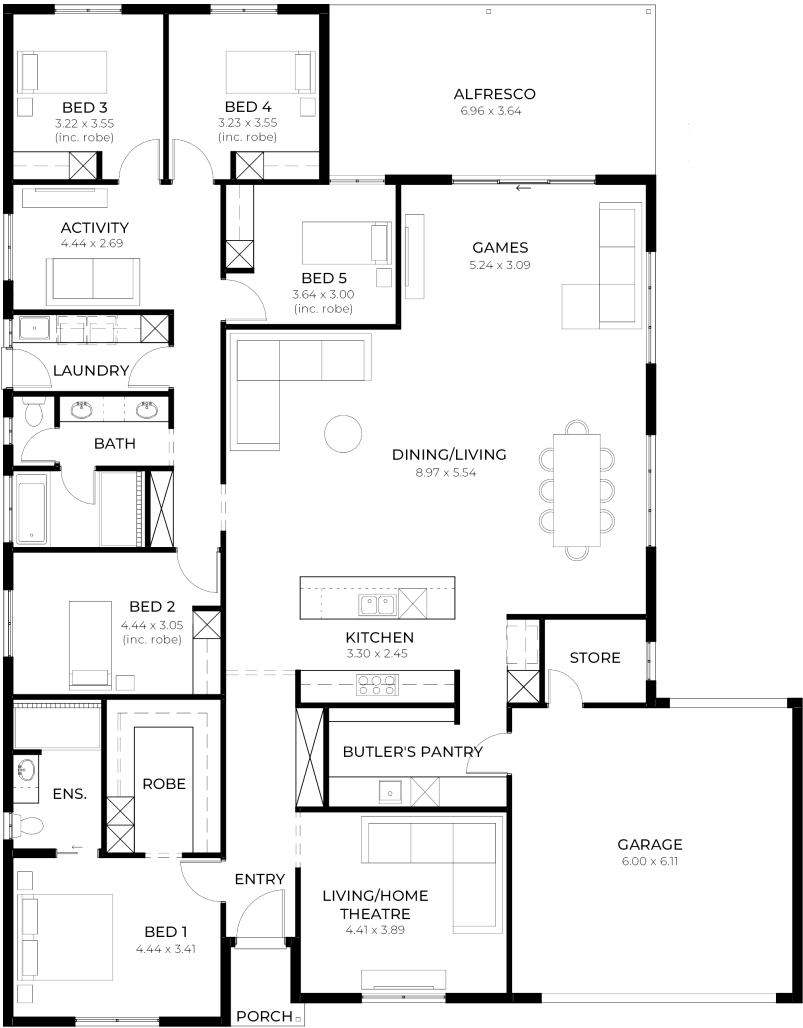 BED 3
3.22 x 3.55
(inc. robe)
BED 4
3.23 x 3.55
(inc. robe)
ALFRESCO
6.96 x 3.64
ACTIVITY
4.44 x 2.69
BED 5
3.64 x 3.00
(inc. robe)
GAMES
5.24 x 3.09
LAUNDRY
BATH
DINING/LIVING
8.97 x 5.54
BED 2
4.44 x 3.05
(inc. robe)
KITCHEN
3.30 x 2.45
STORE
BUTLER'S PANTRY
ENS.
ROBE
GARAGE
6.00 x 6.11
ENTRY
LIVING/HOME
THEATRE
4.41 x 3.89
BED 1
4.44 x 3.41
PORCH